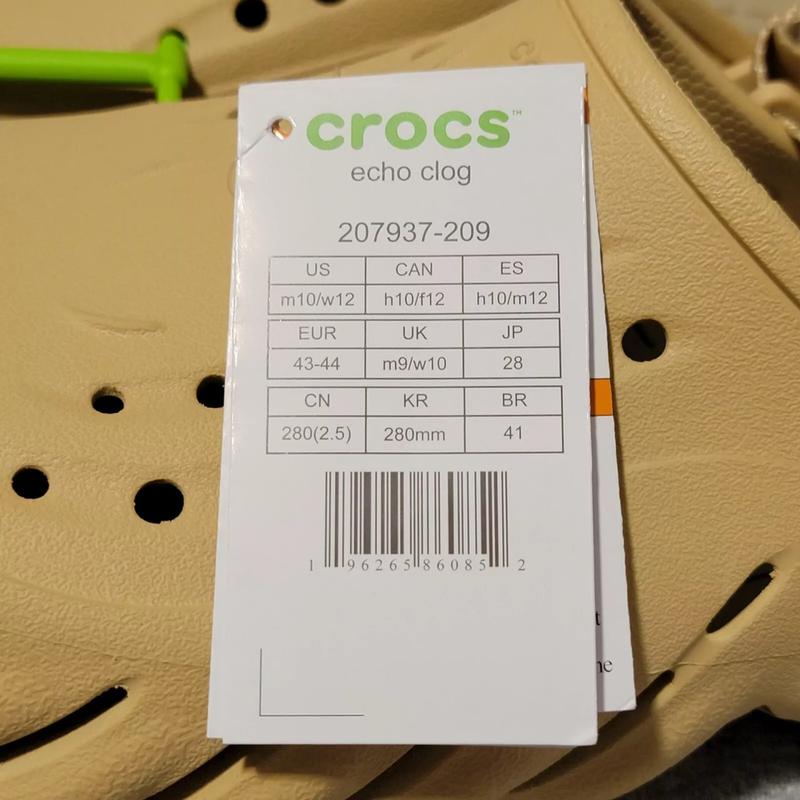 crocs™
echo clog
207937-209
US CAN ES
m10/w12 h10/f12 h10/m12
EUR UK JP
43-44 m9/w10 28
CN KR BR
280(2.5) 280mm 41
1 96265 86085 2